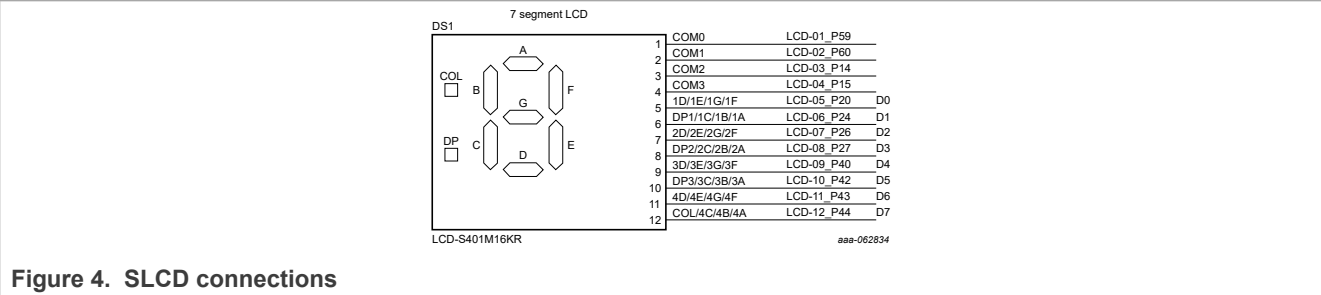 7 segment LCD
DS1
COL
DP
A
B
F
G
C
E
D
1 COM0 LCD-01_P59
2 COM1 LCD-02_P60
3 COM2 LCD-03_P14
4 COM3 LCD-04_P15
5 1D/1E/1G/1F LCD-05_P20 D0
6 DP1/1C/1B/1A LCD-06_P24 D1
7 2D/2E/2G/2F LCD-07_P26 D2
8 DP2/2C/2B/2A LCD-08_P27 D3
9 3D/3E/3G/3F LCD-09_P40 D4
10 DP3/3C/3B/3A LCD-10_P42 D5
11 4D/4E/4G/4F LCD-11_P43 D6
12 COL/4C/4B/4A LCD-12_P44 D7
LCD-S401M16KR
aaa-062834
Figure 4. SLCD connections